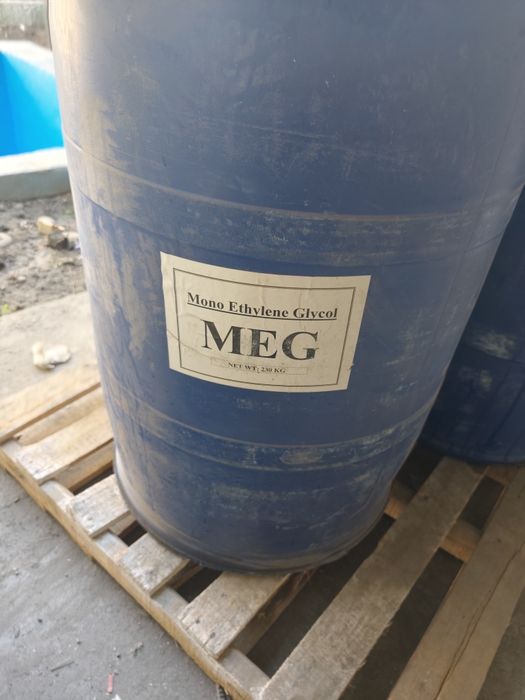 Mono Ethylene Glycol
MEG
NET WT: 230 KG